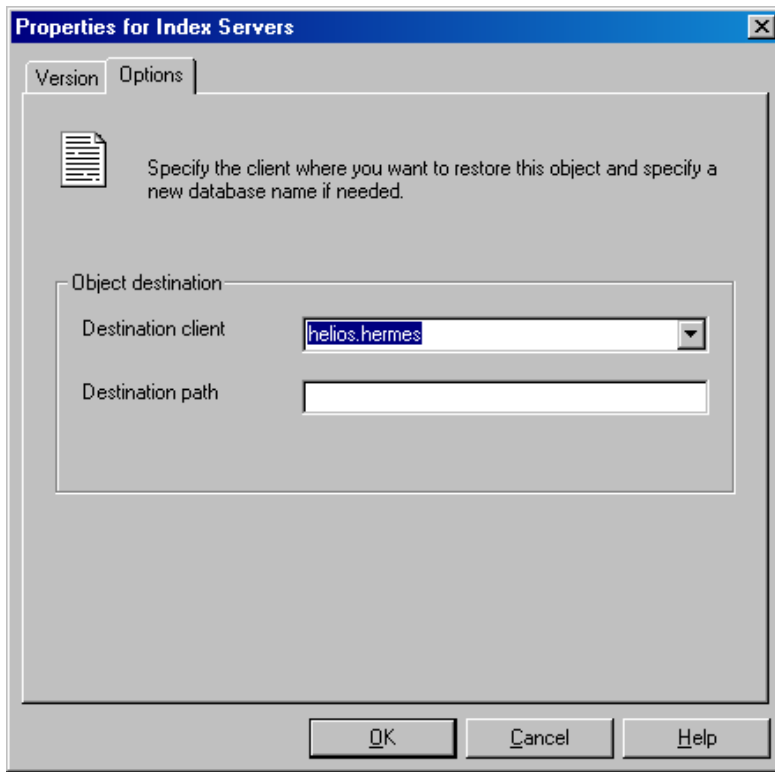 Properties for Index Servers
Version
Options
Specify the client where you want to restore this object and specify a
new database name if needed.
Object destination
Destination client
helios.hermes
Destination path
OK
Cancel
Help